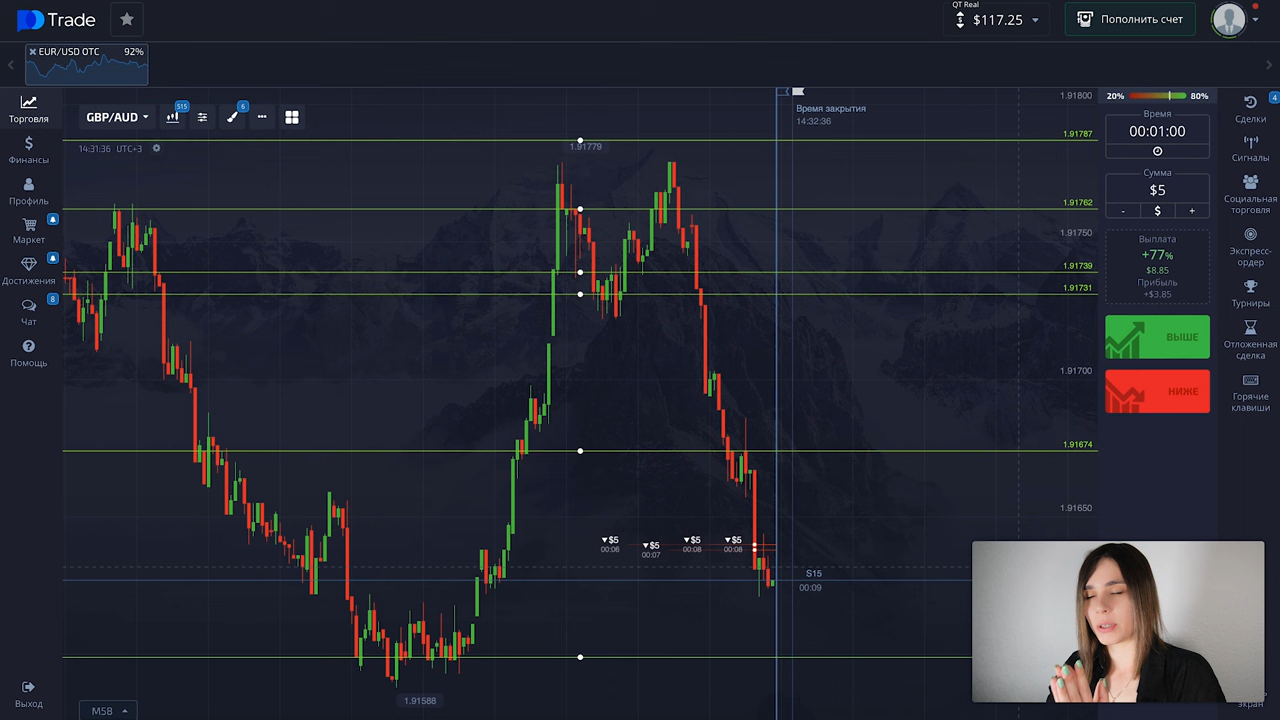 Trade
QT Real
$117.25
Пополнить счет
EUR/USD OTC 92%
Торговля
Финансы
Профиль
Маркет
Достижения
8
Чат
Помощь
Выход
GBP/AUD
S15
6
14:31:36 UTC+3
Время закрытия
14:32:36
1.91779
1.91800
1.91787
1.91762
1.91750
1.91739
1.91731
1.91700
1.91674
1.91650
$5
00:06
$5
00:07
$5
00:08
$5
00:08
S15
00:09
1.91588
M58
20% 80%
Время
00:01:00
Сумма
$5
- $ +
Выплата
+77%
$8.85
Прибыль
+$3.85
ВЫШЕ
НИЖЕ
4
Сделки
Сигналы
Социальная
торговля
Экспресс-
ордер
Турниры
Отложенная
сделка
Горячие
клавиши
экран